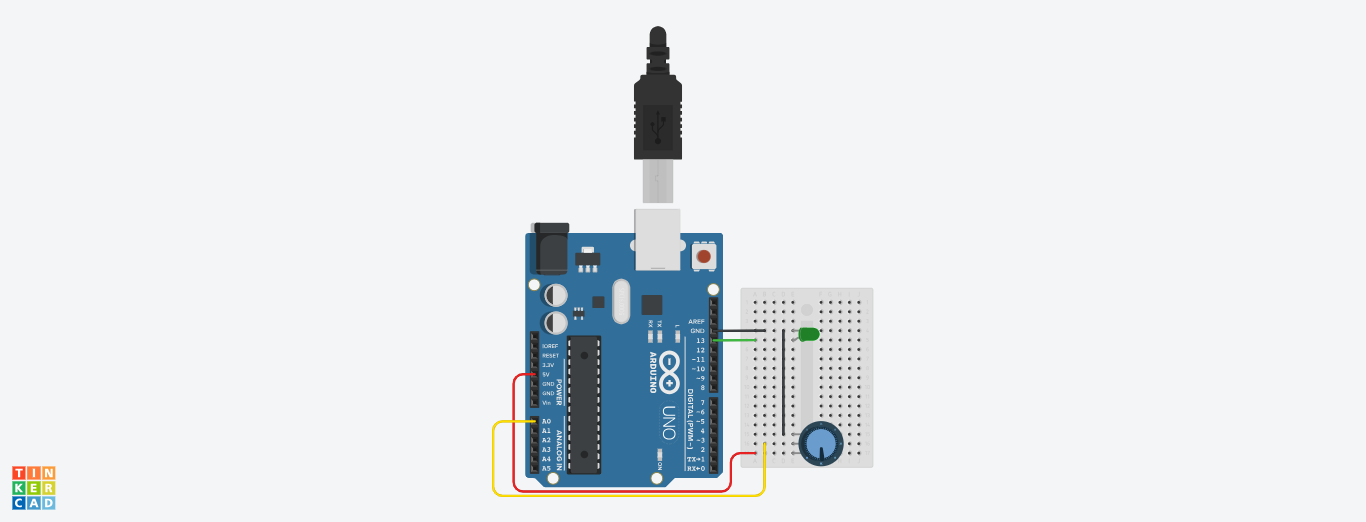 AREF
GND
13
12
~11
~10
~9
8
7
~6
~5
4
~3
2
TX→1
RX←0
DIGITAL (PWM~)
RX
TX
L
ARDUINO
UNO
ON
IOREF
RESET
3.3V
5V
GND
GND
Vin
POWER
A0
A1
A2
A3
A4
A5
ANALOG IN
TIN
KER
CAD